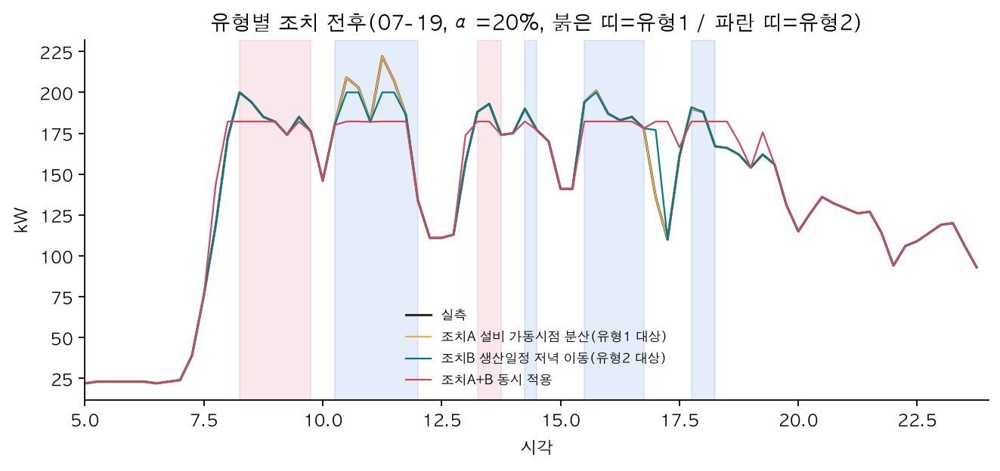 유형별 조치 전후(07-19, α =20%, 붉은 띠=유형1 / 파란 띠=유형2)
225
200
175
150
125
100
75
50
25
kW
실측
조치A 설비 가동시점 분산(유형1 대상)
조치B 생산일정 저녁 이동(유형2 대상)
조치A+B 동시 적용
5.0 7.5 10.0 12.5 15.0 17.5 20.0 22.5
시각